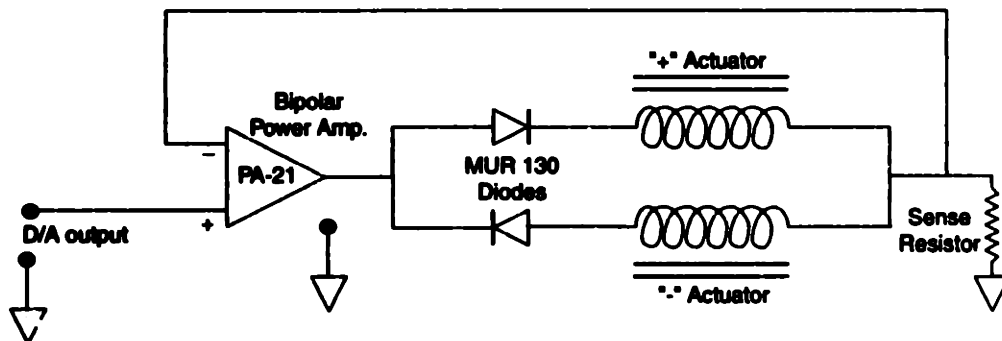 "+" Actuator
Bipolar
Power Amp.
−
PA-21
+
MUR 130
Diodes
D/A output
Sense
Resistor
"-" Actuator